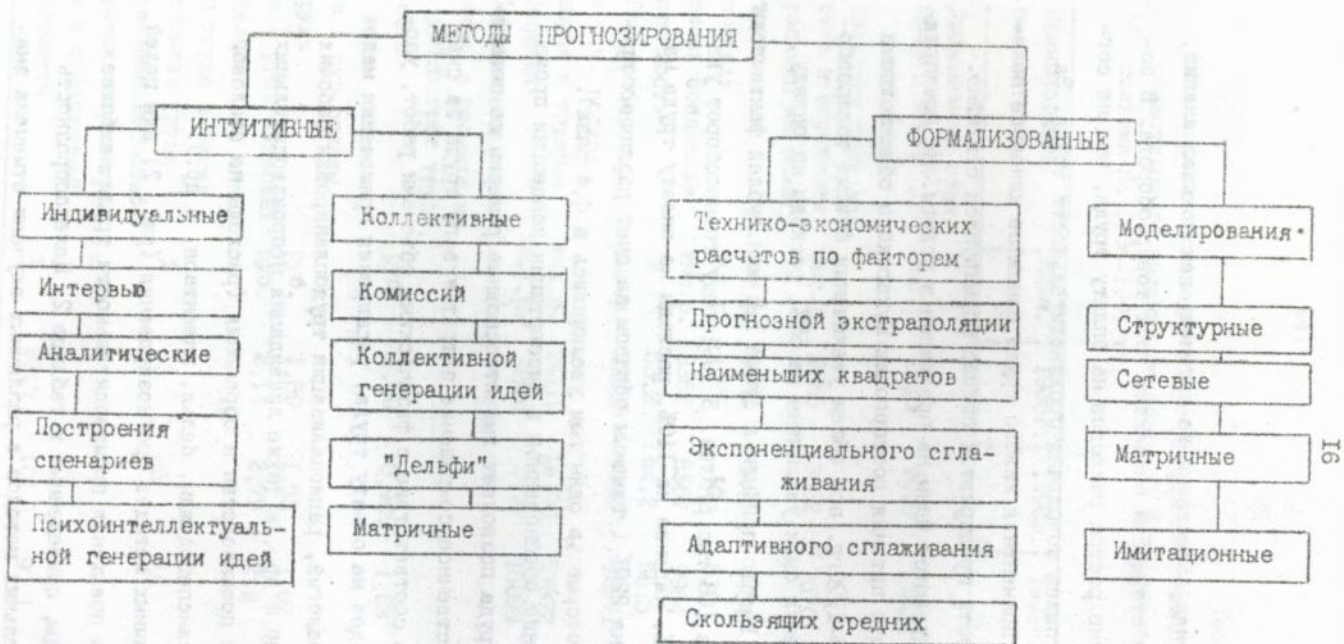 МЕТОДЫ ПРОГНОЗИРОВАНИЯ
ИНТУИТИВНЫЕ
ФОРМАЛИЗОВАННЫЕ
Индивидуальные
Интервью
Аналитические
Построения
сценариев
Психоинтеллектуаль-
ной генерации идей
Коллективные
Комиссий
Коллективной
генерации идей
"Дельфи"
Матричные
Технико-экономических
расчетов по факторам
Прогнозной экстраполяции
Наименьших квадратов
Экспоненциального сгла-
живания
Адаптивного сглаживания
Скользящих средних
Моделирования
Структурные
Сетевые
Матричные
Имитационные
16